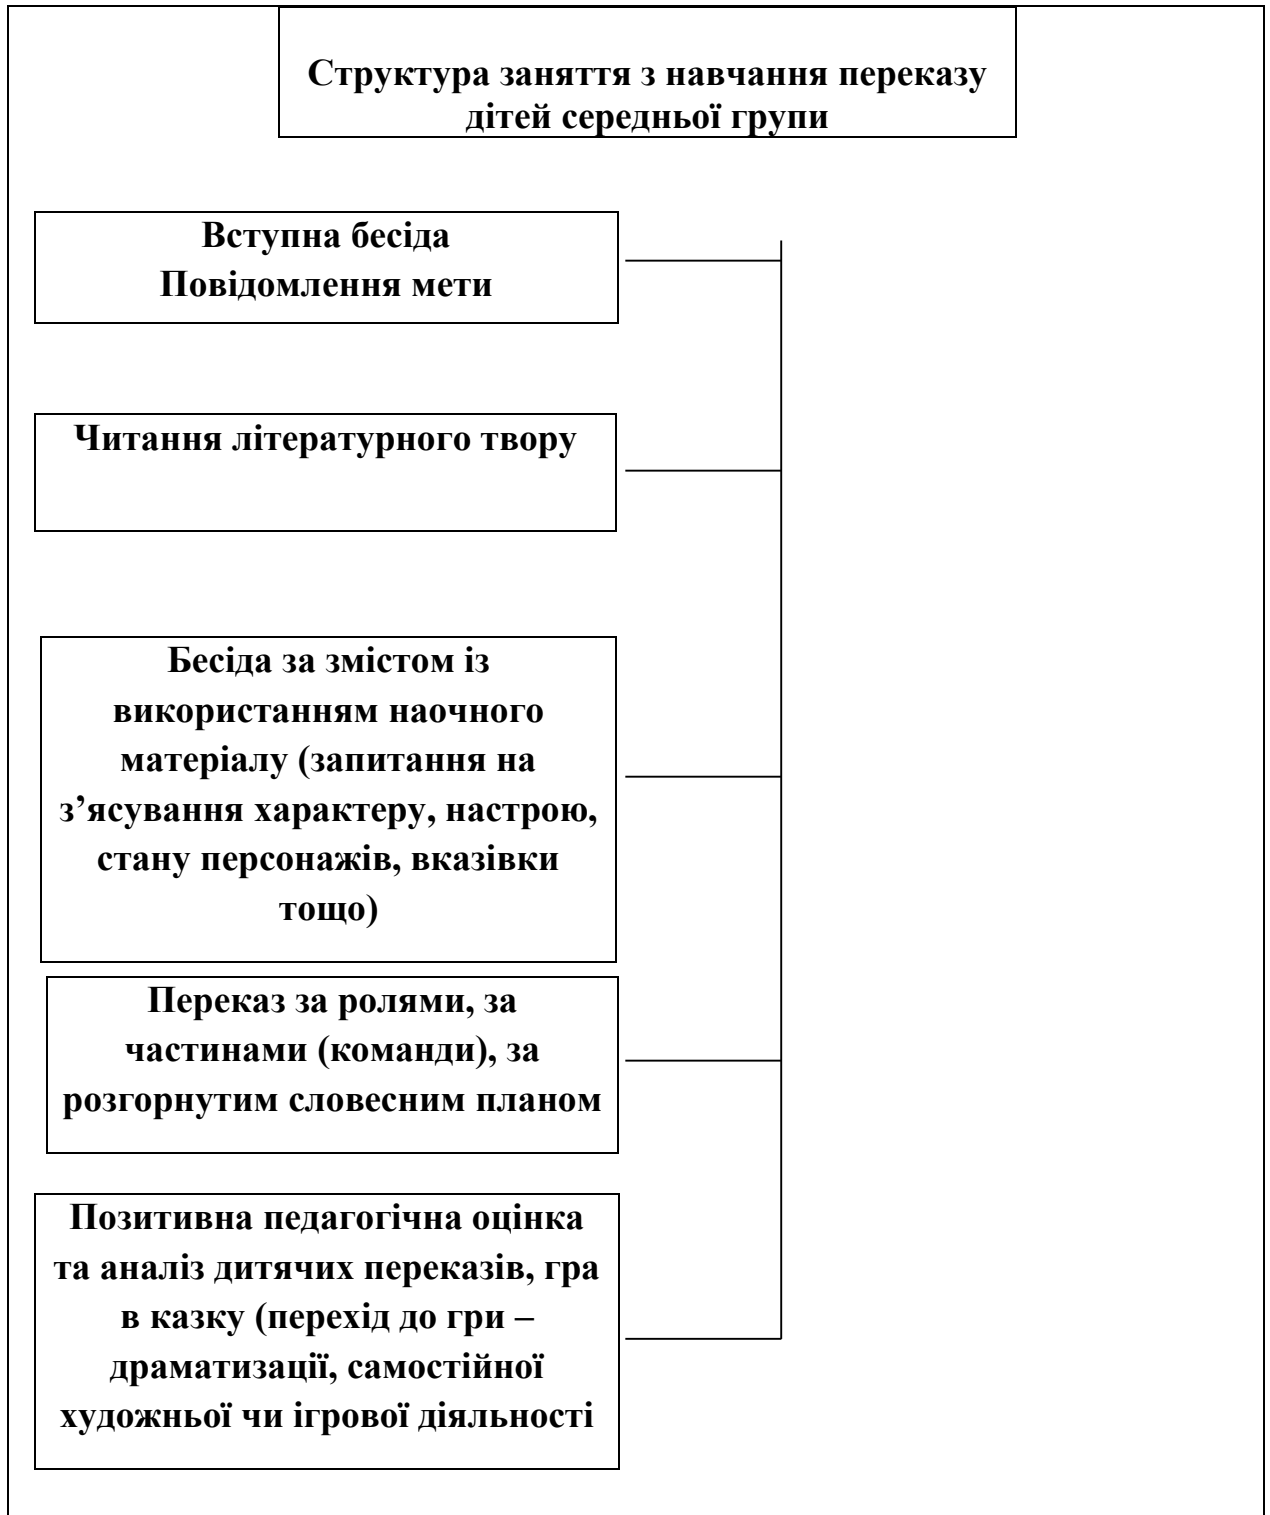 Структура заняття з навчання переказу
дітей середньої групи
Вступна бесіда
Повідомлення мети
Читання літературного твору
Бесіда за змістом із
використанням наочного
матеріалу (запитання на
з’ясування характеру, настрою,
стану персонажів, вказівки
тощо)
Переказ за ролями, за
частинами (команди), за
розгорнутим словесним планом
Позитивна педагогічна оцінка
та аналіз дитячих переказів, гра
в казку (перехід до гри –
драматизації, самостійної
художньої чи ігрової діяльності